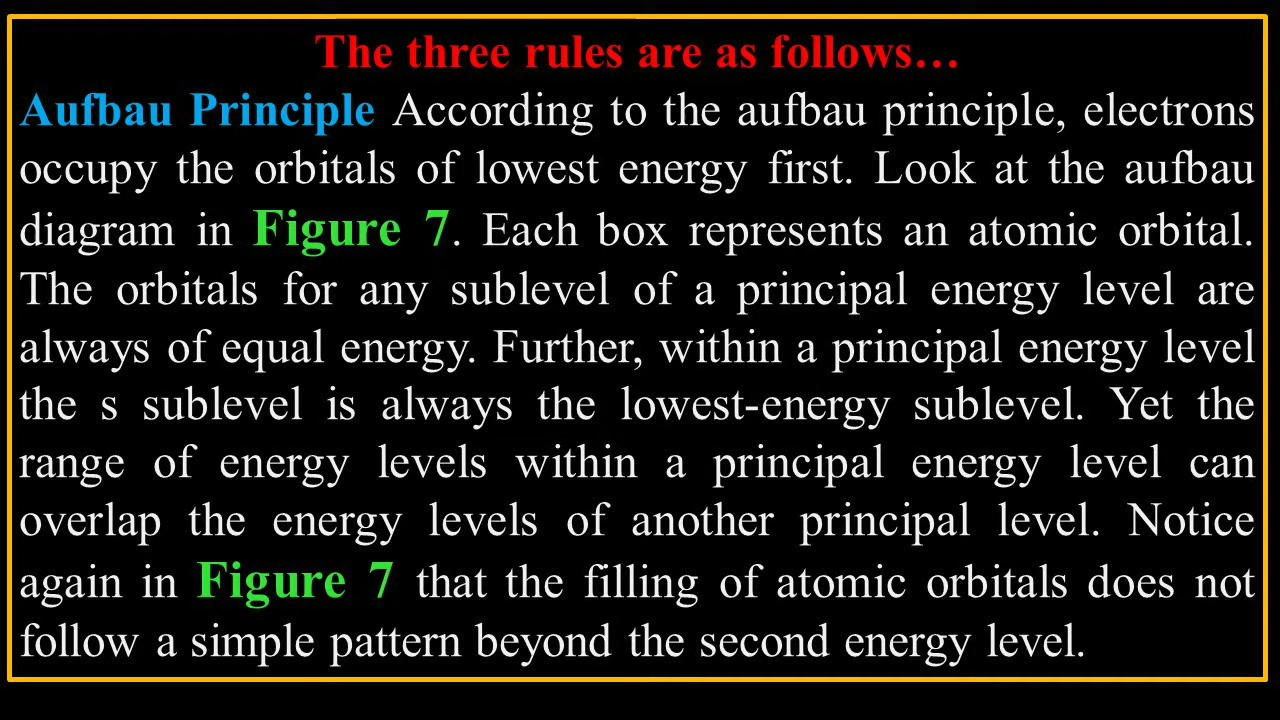 The three rules are as follows…
Aufbau Principle According to the aufbau principle, electrons
occupy the orbitals of lowest energy first. Look at the aufbau
diagram in Figure 7. Each box represents an atomic orbital.
The orbitals for any sublevel of a principal energy level are
always of equal energy. Further, within a principal energy level
the s sublevel is always the lowest-energy sublevel. Yet the
range of energy levels within a principal energy level can
overlap the energy levels of another principal level. Notice
again in Figure 7 that the filling of atomic orbitals does not
follow a simple pattern beyond the second energy level.